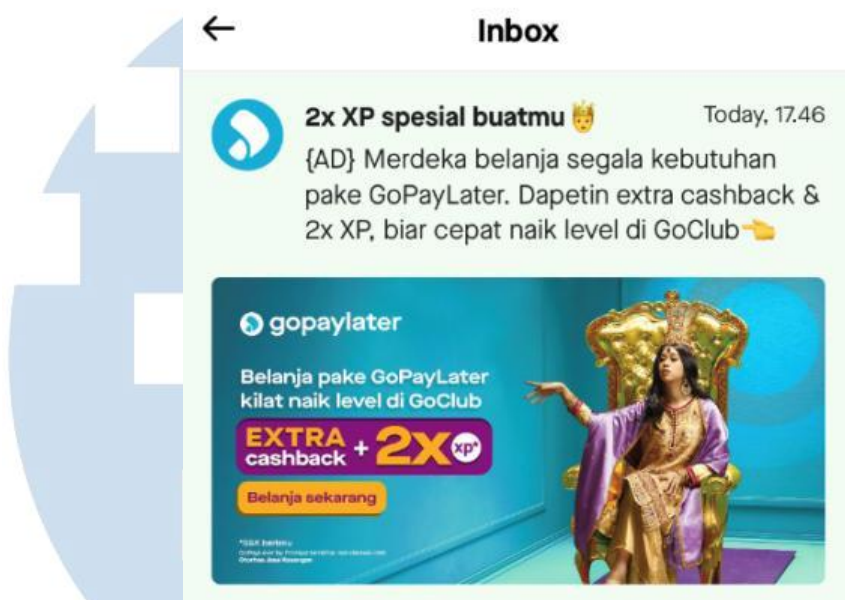 Inbox
2x XP spesial buatmu 🤴 Today, 17.46
{AD} Merdeka belanja segala kebutuhan
pake GoPayLater. Dapetin extra cashback &
2x XP, biar cepat naik level di GoClub👈
gopaylater
Belanja pake GoPayLater
kilat naik level di GoClub
EXTRA
cashback + 2X xp*
Belanja sekarang
*S&K berlaku
Otoritas Jasa Keuangan